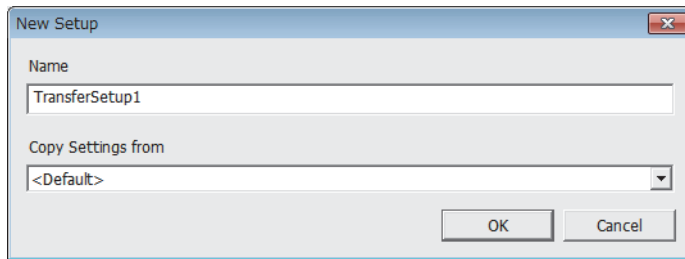 New Setup
Name
TransferSetup1
Copy Settings from
<Default>
OK Cancel